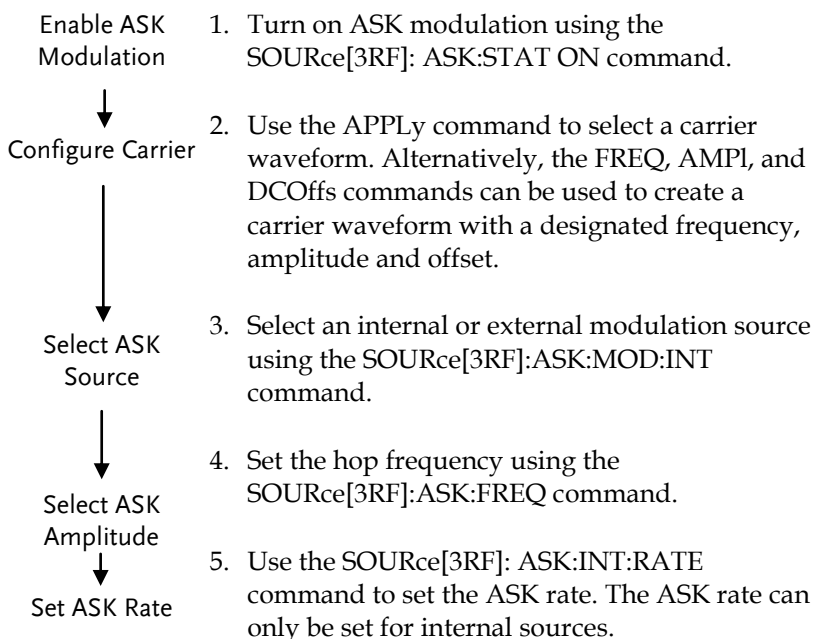 Enable ASK
Modulation
1. Turn on ASK modulation using the
SOURce[3RF]: ASK:STAT ON command.
Configure Carrier
2. Use the APPLy command to select a carrier
waveform. Alternatively, the FREQ, AMPl, and
DCOffs commands can be used to create a
carrier waveform with a designated frequency,
amplitude and offset.
Select ASK
Source
3. Select an internal or external modulation source
using the SOURce[3RF]:ASK:MOD:INT
command.
Select ASK
Amplitude
4. Set the hop frequency using the
SOURce[3RF]:ASK:FREQ command.
Set ASK Rate
5. Use the SOURce[3RF]: ASK:INT:RATE
command to set the ASK rate. The ASK rate can
only be set for internal sources.